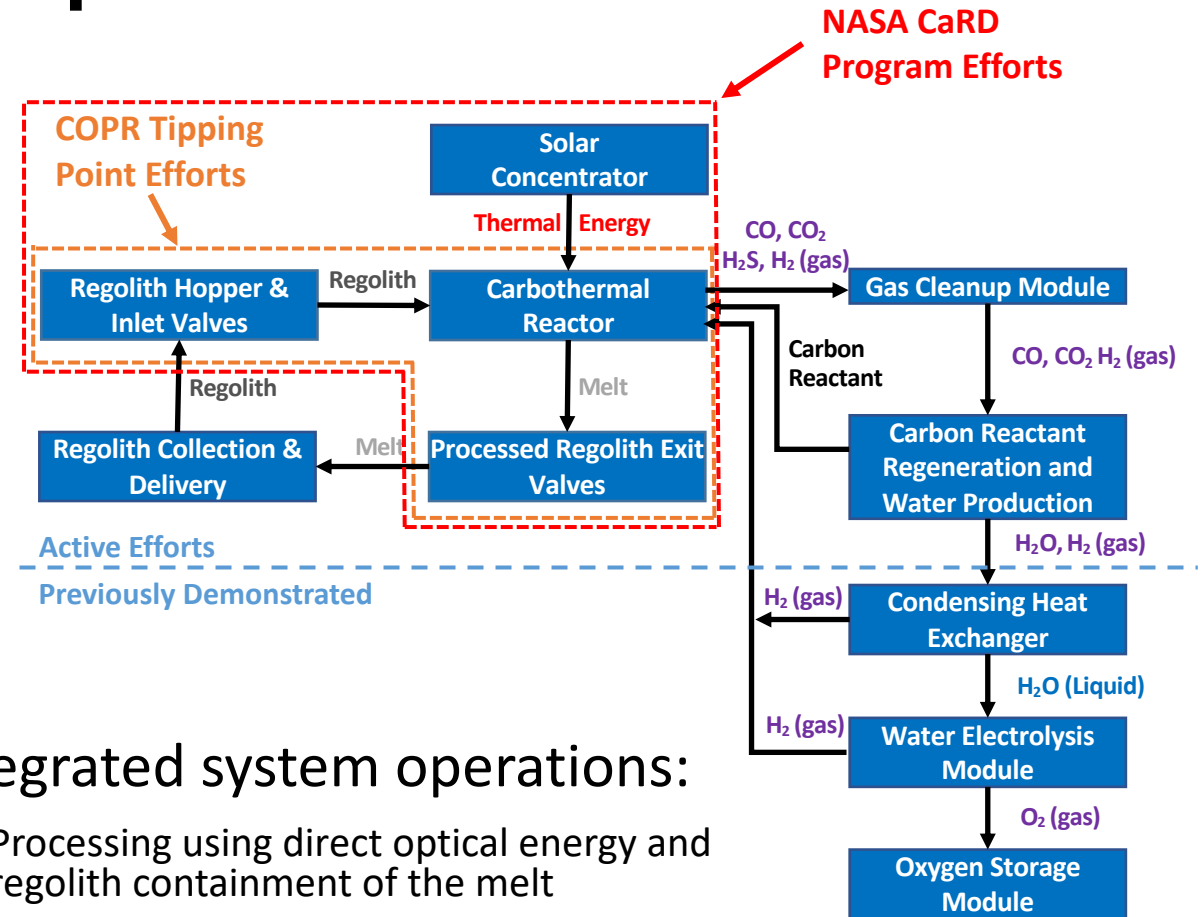 NASA CaRD
Program Efforts
COPR Tipping
Point Efforts
Solar
Concentrator
Thermal Energy
CO, CO₂
H₂S, H₂ (gas)
Regolith Hopper &
Inlet Valves
Regolith
Carbothermal
Reactor
Gas Cleanup Module
Carbon
Reactant
CO, CO₂ H₂ (gas)
Regolith
Melt
Regolith Collection &
Delivery
Melt
Processed Regolith Exit
Valves
Carbon Reactant
Regeneration and
Water Production
Active Efforts
H₂O, H₂ (gas)
Previously Demonstrated
H₂ (gas)
Condensing Heat
Exchanger
H₂O (Liquid)
H₂ (gas)
Water Electrolysis
Module
egrated system operations:
O₂ (gas)
Processing using direct optical energy and
regolith containment of the melt
Oxygen Storage
Module